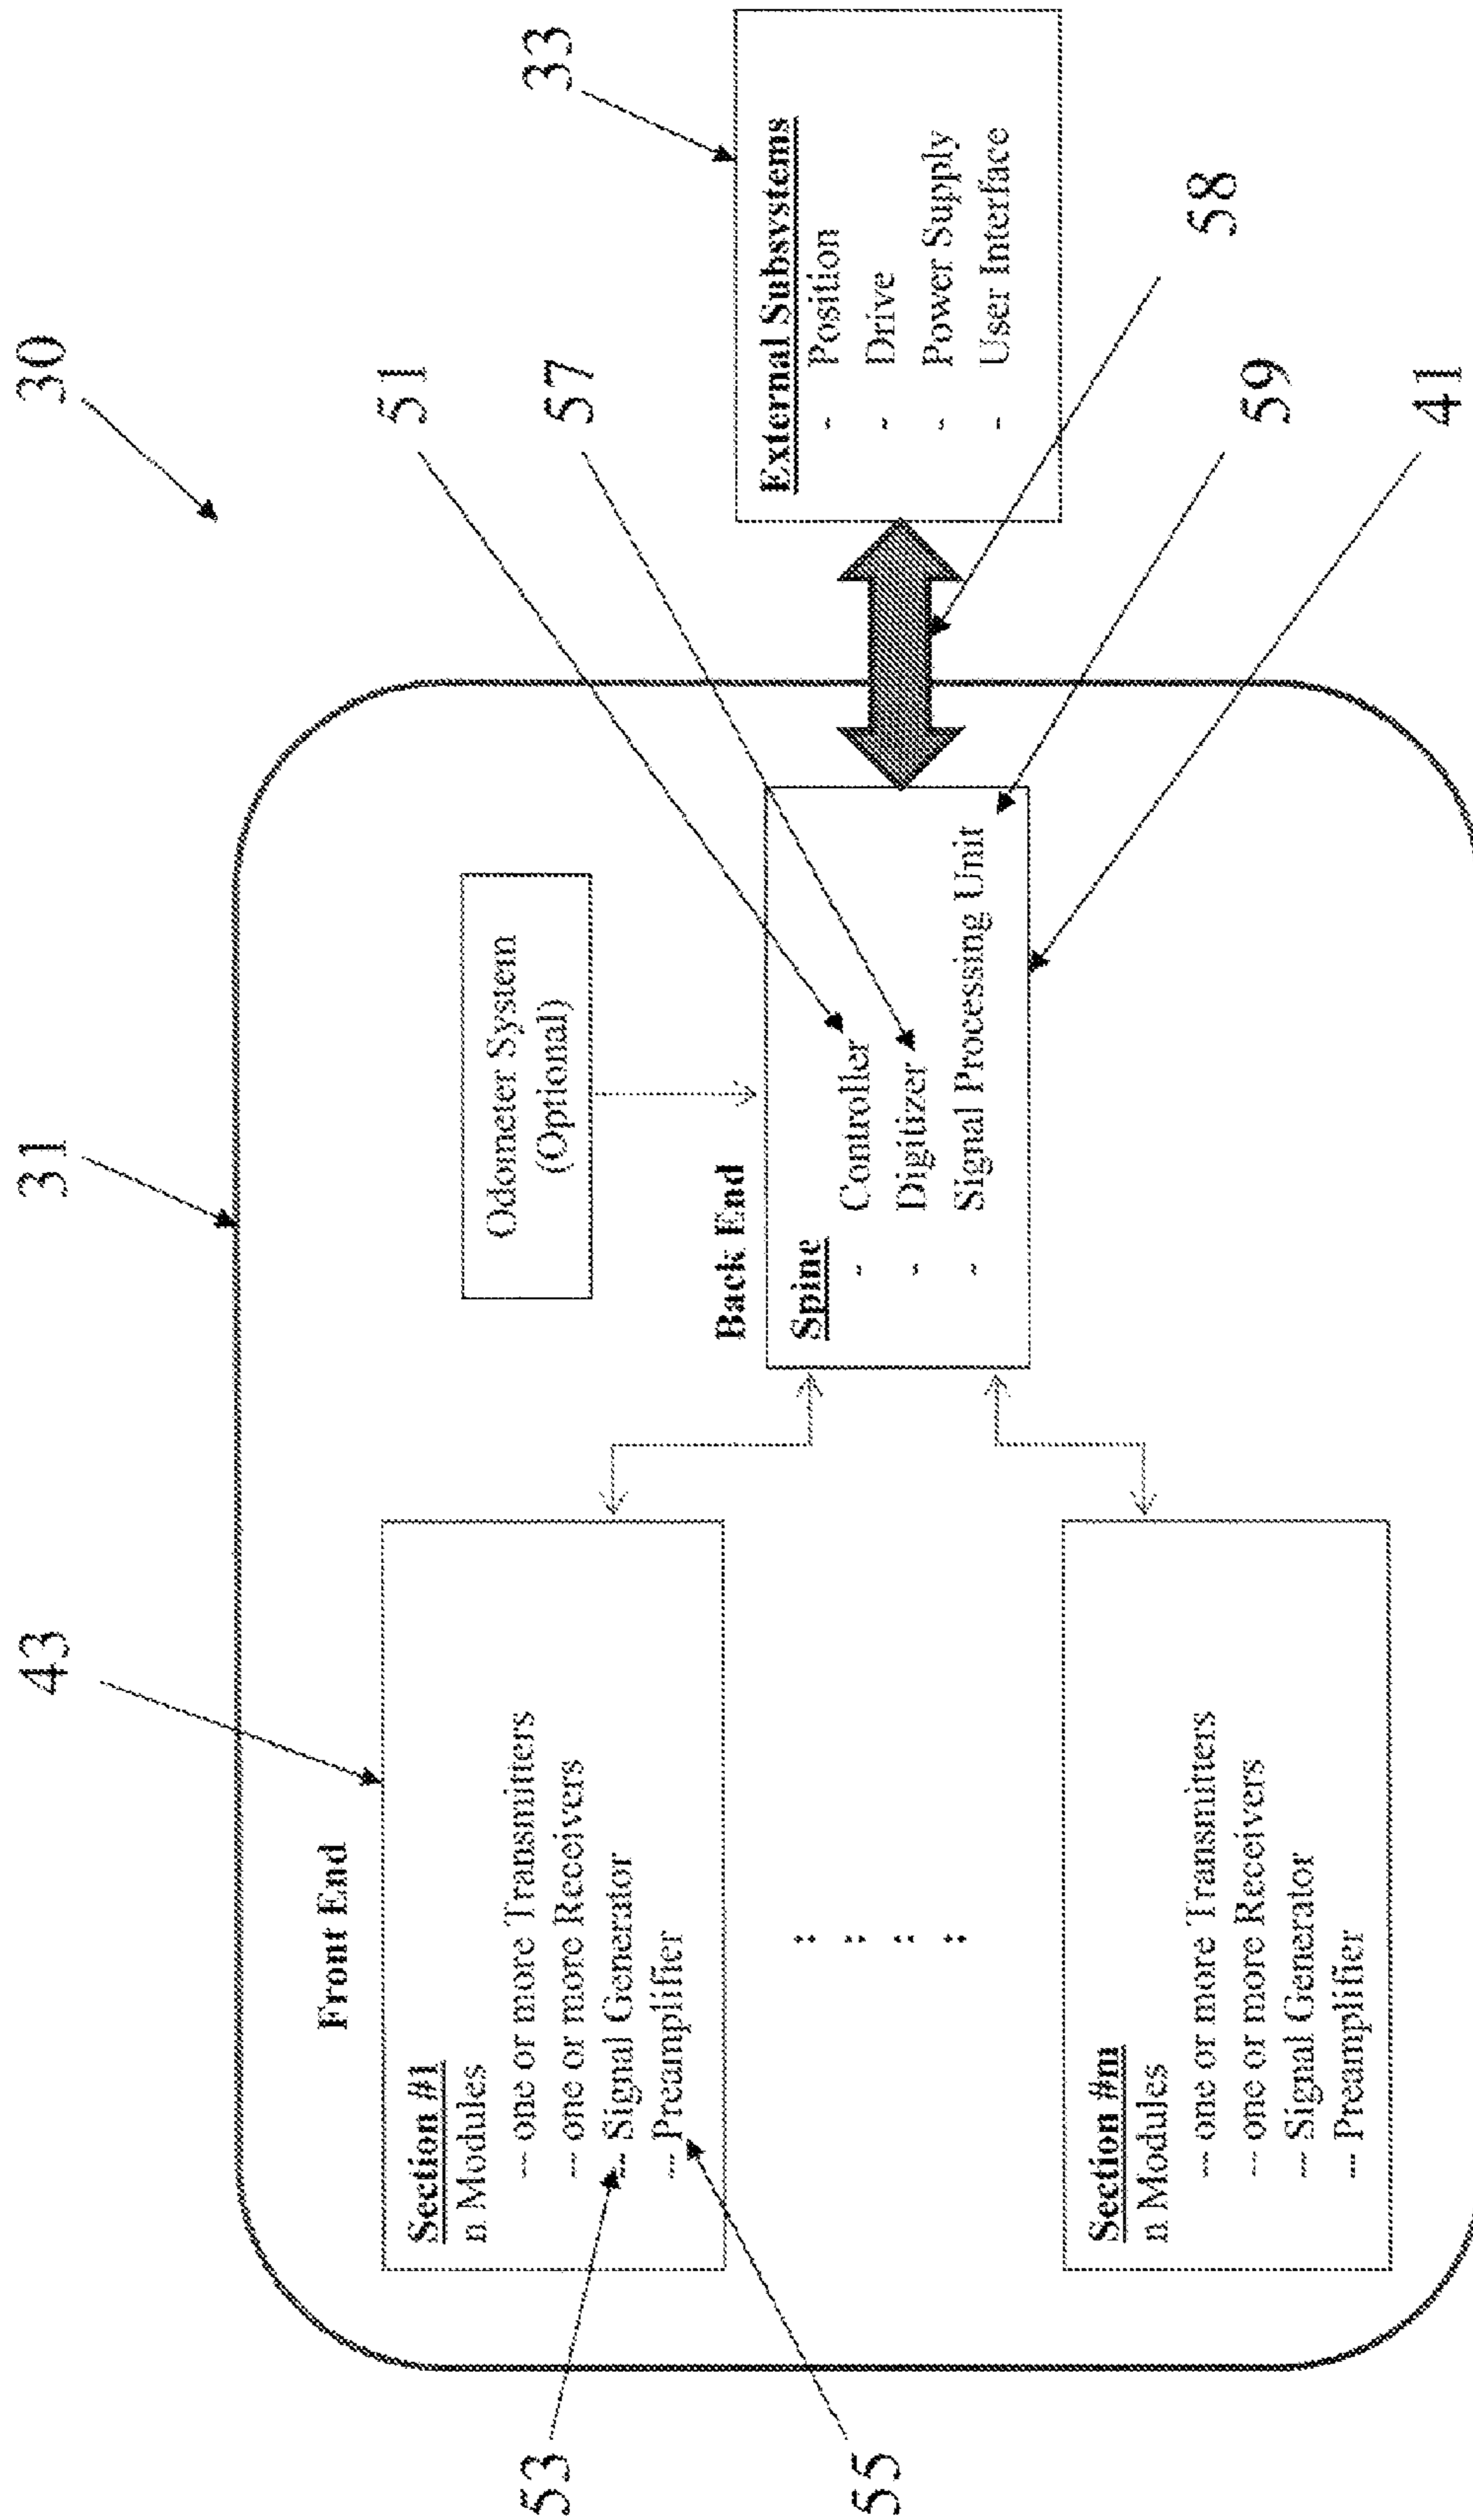 30
31
43
33
51
57
58
59
41
53
55
Front End
Section #1
n Modules
--- one or more Transmitters
--- one or more Receivers
--- Signal Generator
--- Preamplifier
Section #m
n Modules
--- one or more Transmitters
--- one or more Receivers
--- Signal Generator
--- Preamplifier
Odometer System
(Optional)
Back End
Spine
- Controller
- Digitizer
- Signal Processing Unit
External Subsystems
- Position
- Drive
- Power Supply
- User Interface